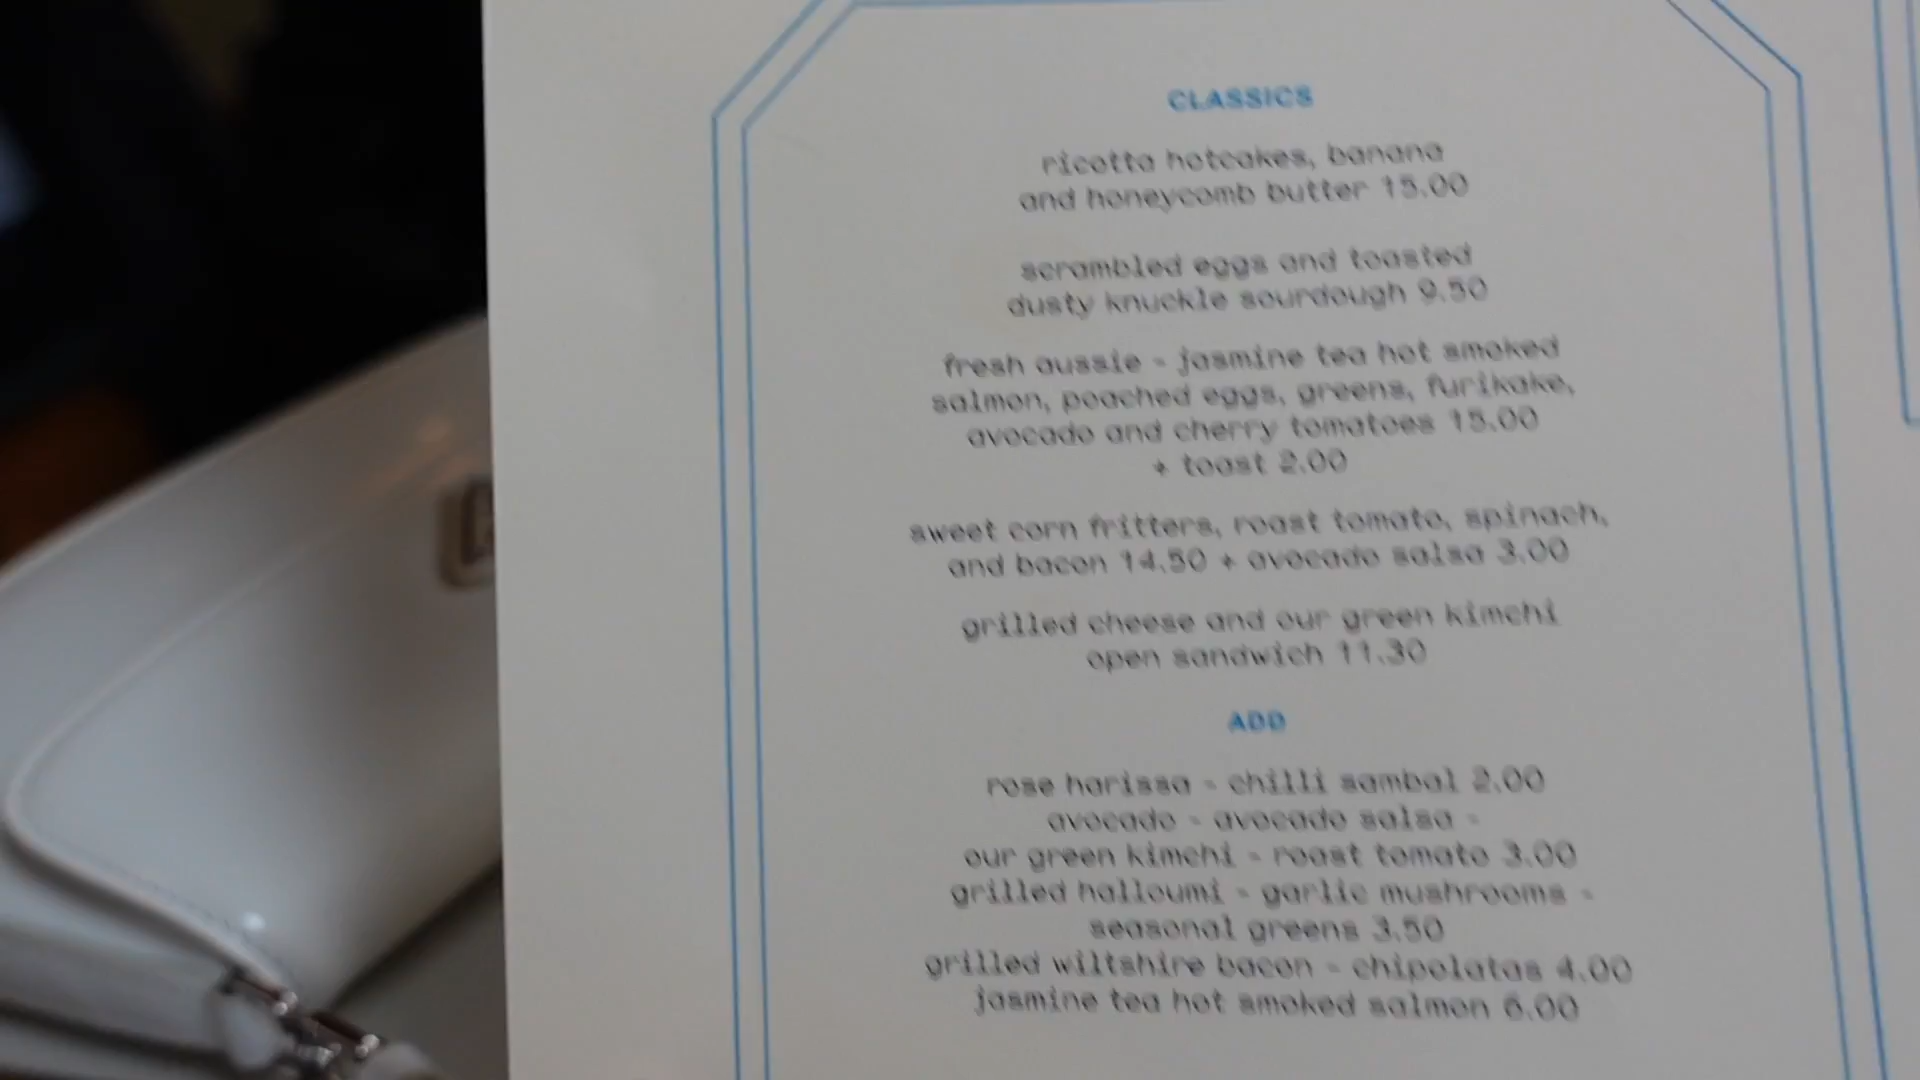 CLASSICS
ricotta hotcakes, banana
and honeycomb butter 15.00
scrambled eggs and toasted
dusty knuckle sourdough 9.50
fresh aussie - jasmine tea hot smoked
salmon, poached eggs, greens, furikake,
avocado and cherry tomatoes 15.00
+ toast 2.00
sweet corn fritters, roast tomato, spinach,
and bacon 14.50 + avocado salsa 3.00
grilled cheese and our green kimchi
open sandwich 11.30
ADD
rose harissa - chilli sambal 2.00
avocado - avocado salsa -
our green kimchi - roast tomato 3.00
grilled halloumi - garlic mushrooms -
seasonal greens 3.50
grilled wiltshire bacon - chipolatas 4.00
jasmine tea hot smoked salmon 6.00